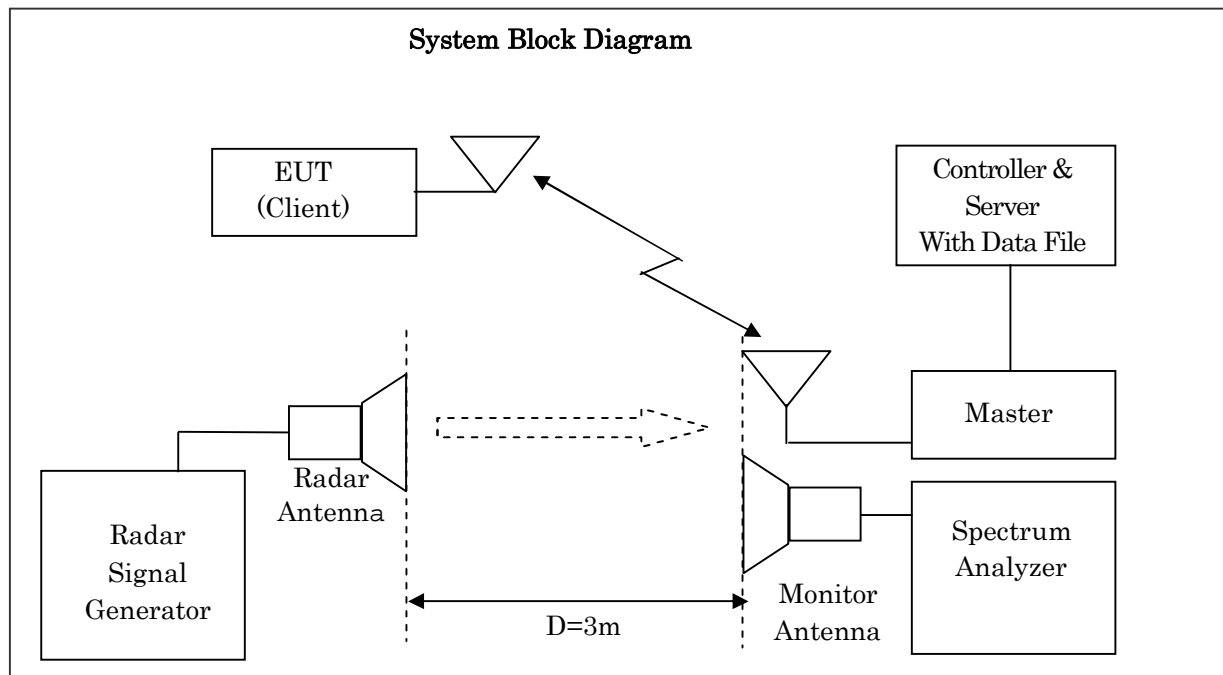 System Block Diagram
EUT
(Client)
Controller &
Server
With Data File
Master
Radar
Antenna
Radar
Signal
Generator
Spectrum
Analyzer
Monitor
Antenna
D=3m